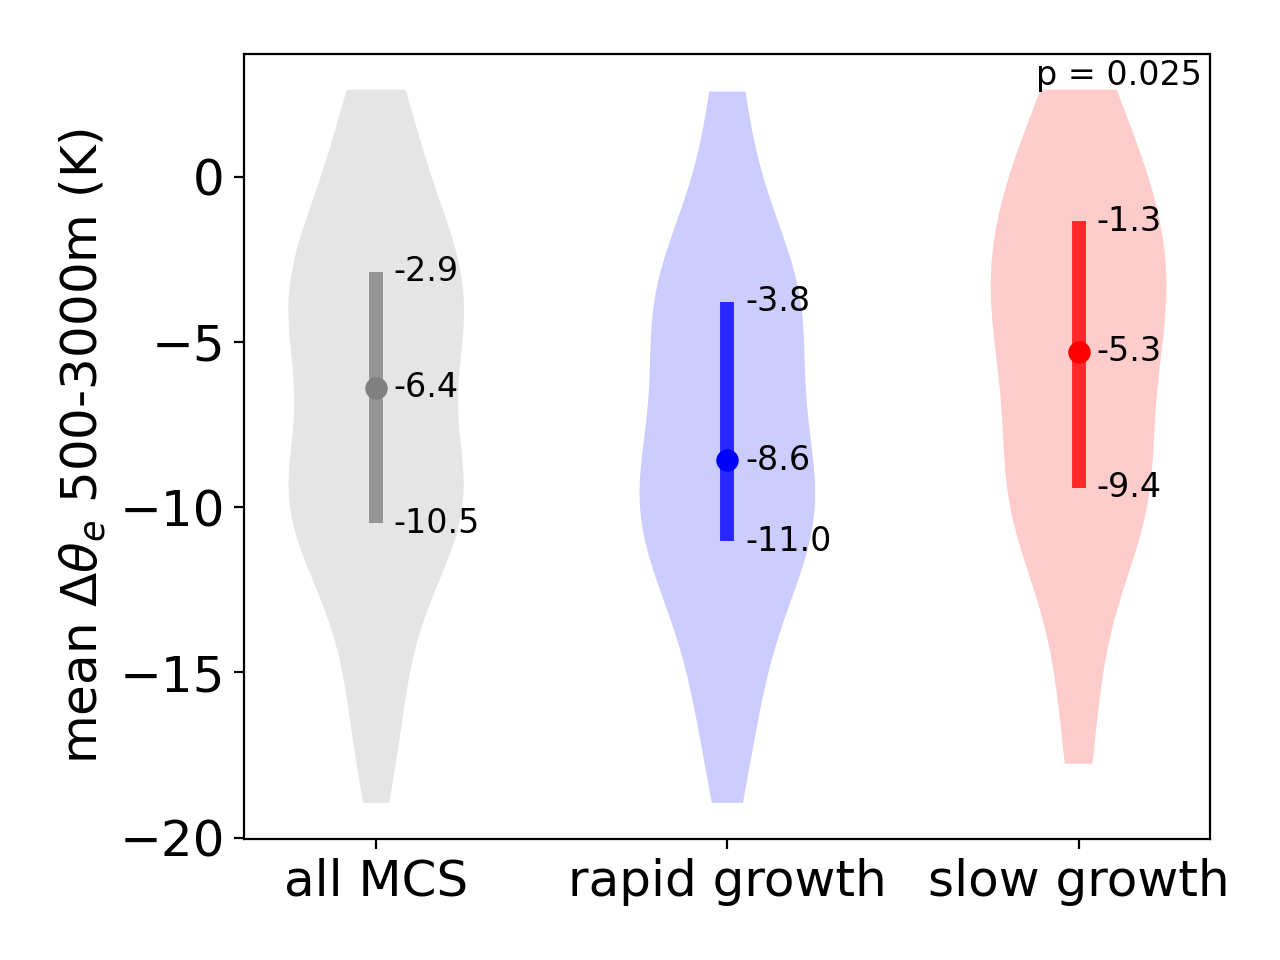 p = 0.025
mean Δθₑ 500-3000m (K)
0
−5
−10
−15
−20
-2.9
-6.4
-10.5
-3.8
-8.6
-11.0
-1.3
-5.3
-9.4
all MCS
rapid growth
slow growth